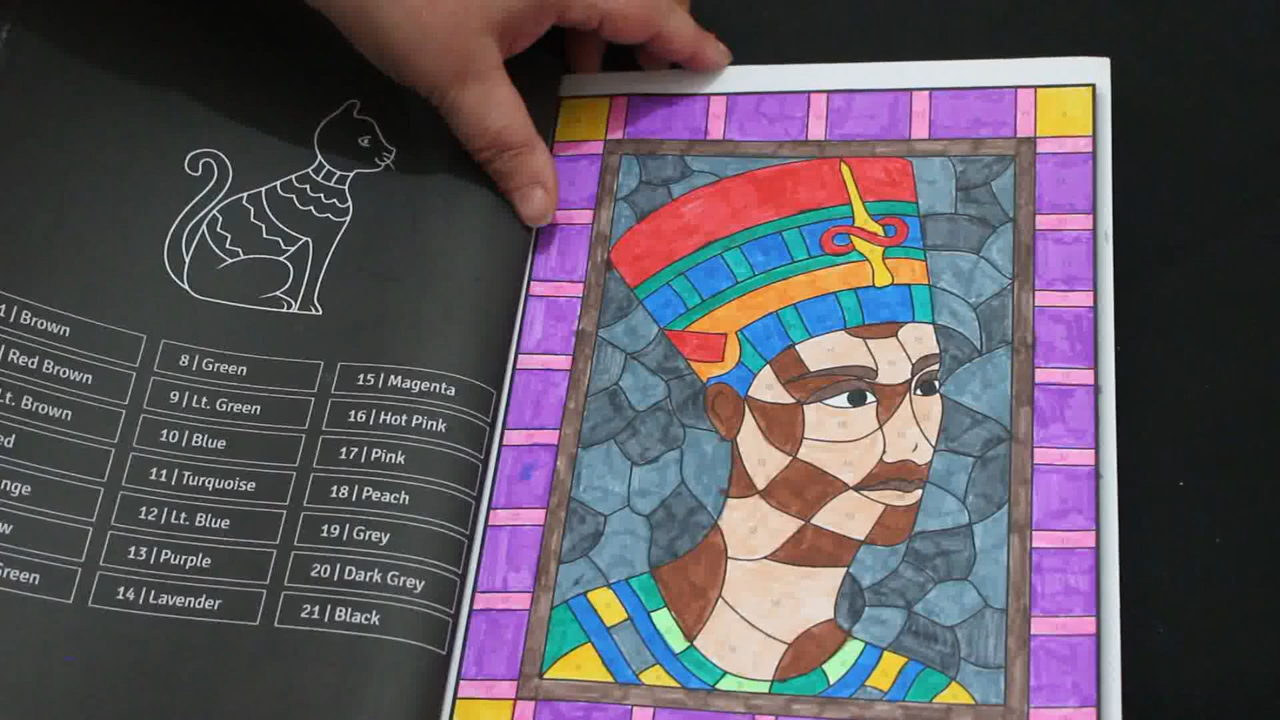 1 | Brown
| Red Brown
Lt. Brown
8 | Green
9 | Lt. Green
10 | Blue
11 | Turquoise
12 | Lt. Blue
13 | Purple
14 | Lavender
15 | Magenta
16 | Hot Pink
17 | Pink
18 | Peach
19 | Grey
20 | Dark Grey
21 | Black